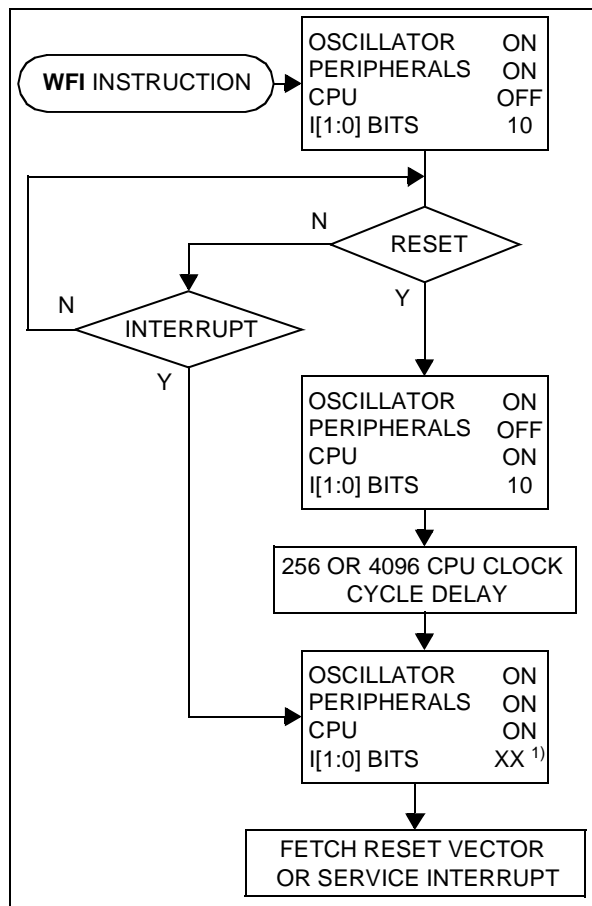 WFI INSTRUCTION
OSCILLATOR ON
PERIPHERALS ON
CPU OFF
I[1:0] BITS 10
N
RESET
N
Y
INTERRUPT
Y
OSCILLATOR ON
PERIPHERALS OFF
CPU ON
I[1:0] BITS 10
256 OR 4096 CPU CLOCK
CYCLE DELAY
OSCILLATOR ON
PERIPHERALS ON
CPU ON
I[1:0] BITS XX 1)
FETCH RESET VECTOR
OR SERVICE INTERRUPT